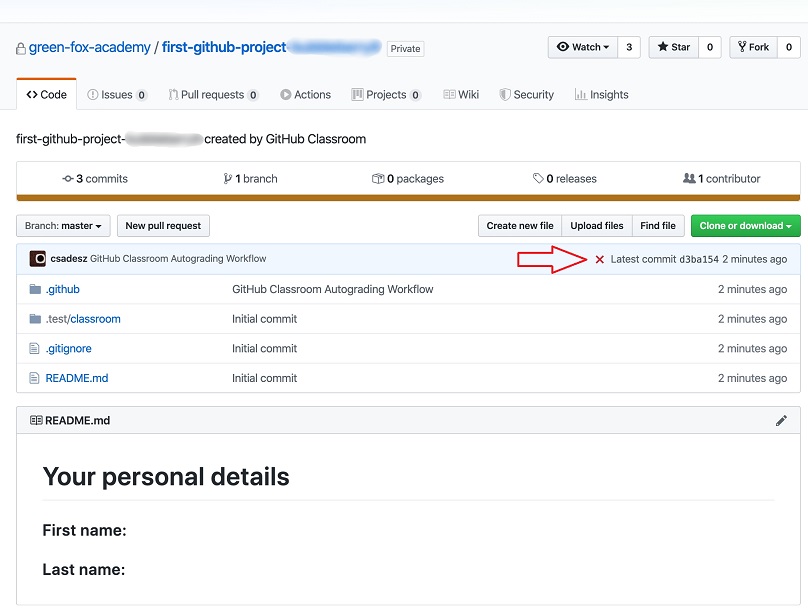 green-fox-academy / first-github-project- Private Watch 3 Star 0 Fork 0
Code Issues 0 Pull requests 0 Actions Projects 0 Wiki Security Insights
first-github-project- created by GitHub Classroom
3 commits 1 branch 0 packages 0 releases 1 contributor
Branch: master New pull request Create new file Upload files Find file Clone or download
csadesz GitHub Classroom Autograding Workflow Latest commit d3ba154 2 minutes ago
.github GitHub Classroom Autograding Workflow 2 minutes ago
.test/classroom Initial commit 2 minutes ago
.gitignore Initial commit 2 minutes ago
README.md Initial commit 2 minutes ago
README.md
Your personal details
First name:
Last name: